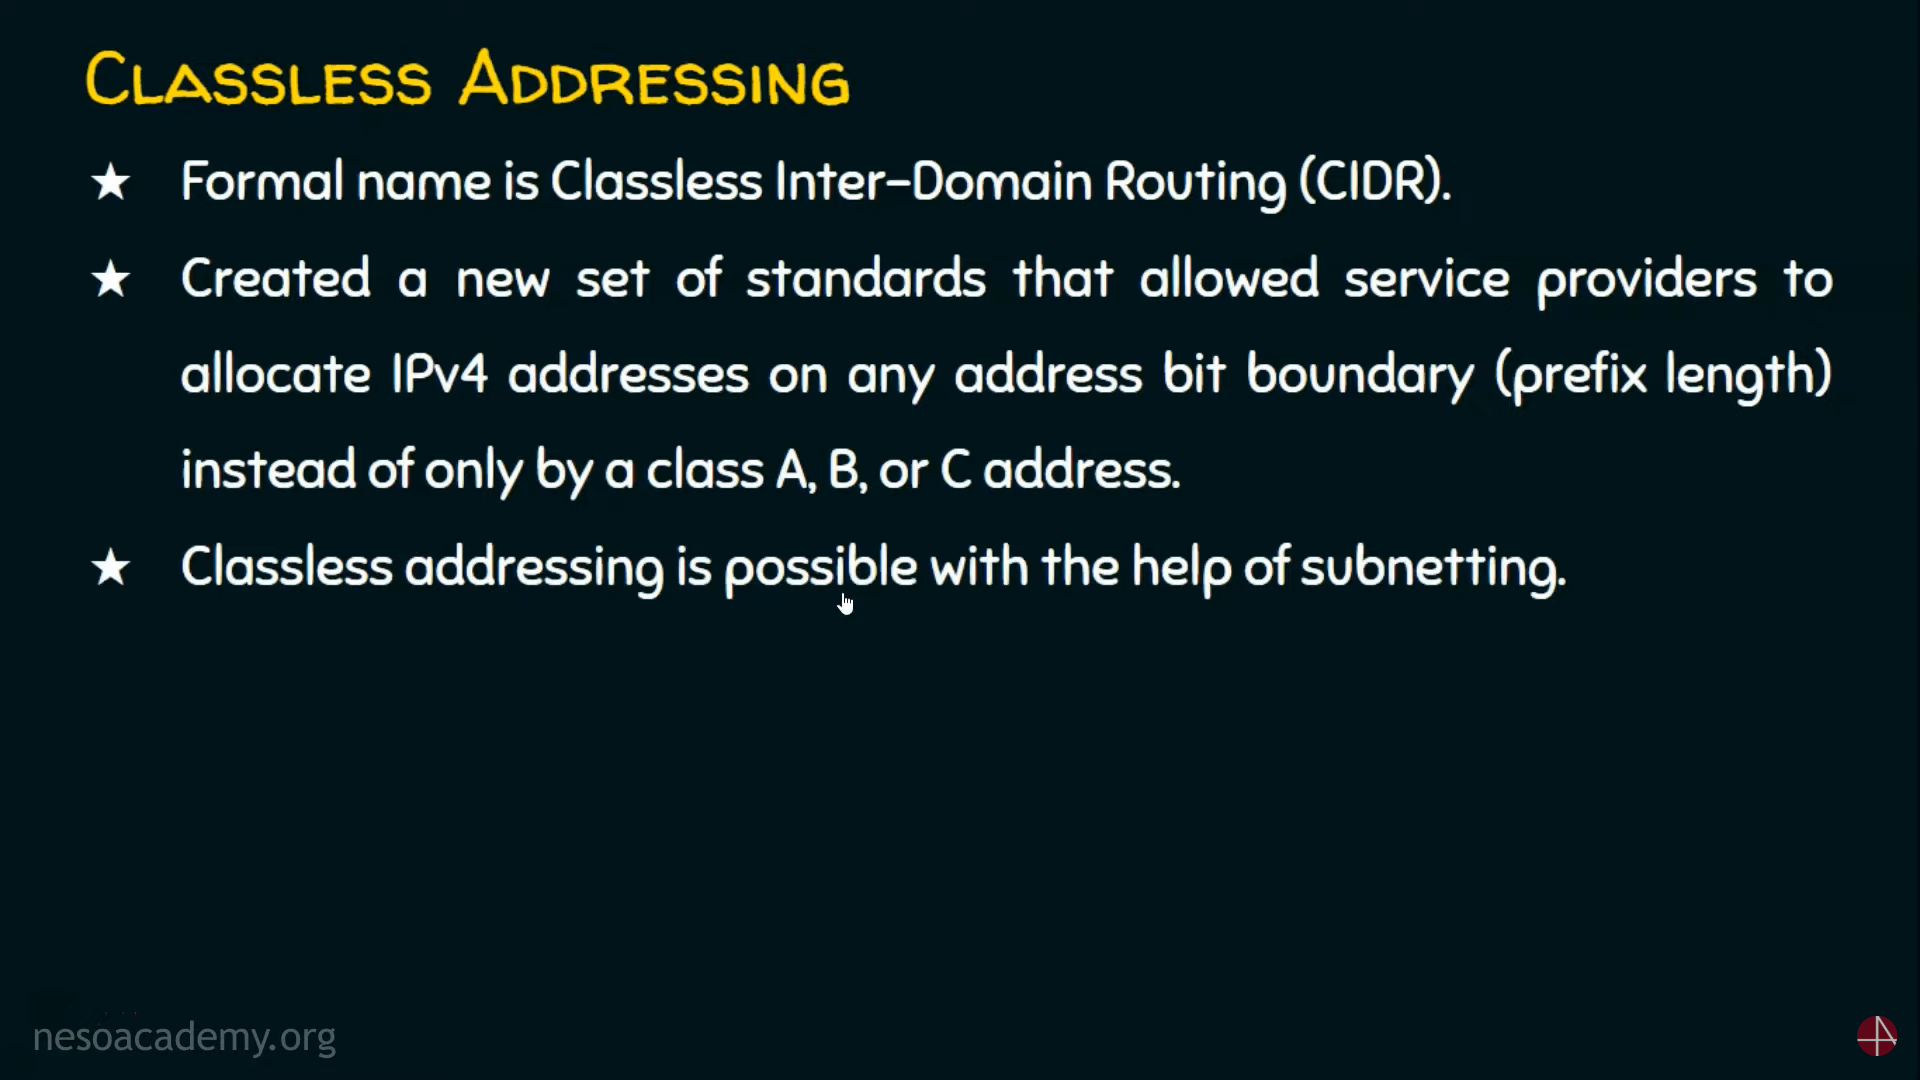 CLASSLESS ADDRESSING
★ Formal name is Classless Inter-Domain Routing (CIDR).
★ Created a new set of standards that allowed service providers to
allocate IPv4 addresses on any address bit boundary (prefix length)
instead of only by a class A, B, or C address.
★ Classless addressing is possible with the help of subnetting.
nesoacademy.org